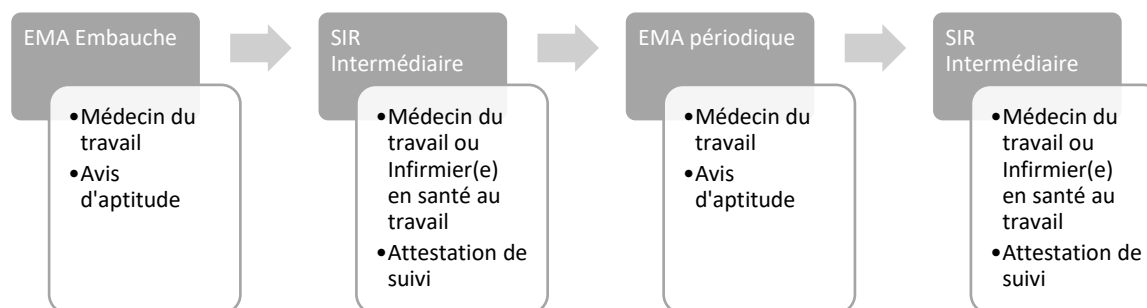 EMA Embauche
•Médecin du
travail
•Avis
d'aptitude
SIR
Intermédiaire
•Médecin du
travail ou
Infirmier(e)
en santé au
travail
•Attestation de
suivi
EMA périodique
•Médecin du
travail
•Avis
d'aptitude
SIR
Intermédiaire
•Médecin du
travail ou
Infirmier(e)
en santé au
travail
•Attestation de
suivi